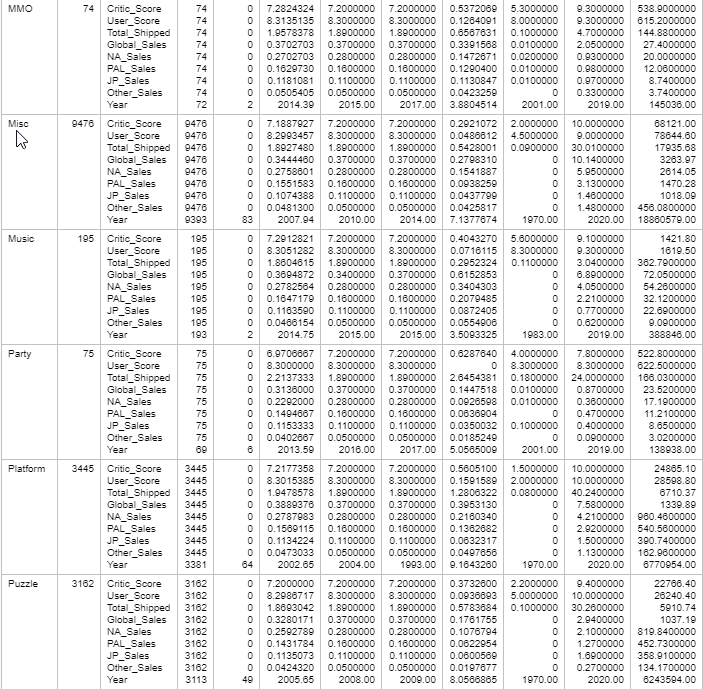 MMO 74 Critic_Score 74 0 7.2824324 7.2000000 7.2000000 0.5372069 5.3000000 9.3000000 538.9000000
User_Score 74 0 8.3135135 8.3000000 8.3000000 0.1264091 8.0000000 9.3000000 615.2000000
Total_Shipped 74 0 1.9578378 1.8900000 1.8900000 0.6567631 0.1000000 4.7000000 144.8800000
Global_Sales 74 0 0.3702703 0.3700000 0.3700000 0.3391568 0.0100000 2.0500000 27.4000000
NA_Sales 74 0 0.2702703 0.2800000 0.2800000 0.1472671 0.0200000 0.9300000 20.0000000
PAL_Sales 74 0 0.1629730 0.1600000 0.1600000 0.1290400 0.0100000 0.9800000 12.0600000
JP_Sales 74 0 0.1181081 0.1100000 0.1100000 0.1130847 0.0100000 0.9700000 8.7400000
Other_Sales 74 0 0.0505405 0.0500000 0.0500000 0.0423259 0 0.3300000 3.7400000
Year 72 2 2014.39 2015.00 2017.00 3.8804514 2001.00 2019.00 145036.00
Misc 9476 Critic_Score 9476 0 7.1887927 7.2000000 7.2000000 0.2921072 2.0000000 10.0000000 68121.00
User_Score 9476 0 8.2993457 8.3000000 8.3000000 0.0486612 4.5000000 9.0000000 78644.60
Total_Shipped 9476 0 1.8927480 1.8900000 1.8900000 0.5428001 0.0900000 30.0100000 17935.68
Global_Sales 9476 0 0.3444460 0.3700000 0.3700000 0.2798310 0 10.1400000 3263.97
NA_Sales 9476 0 0.2758601 0.2800000 0.2800000 0.1541887 0 5.9500000 2614.05
PAL_Sales 9476 0 0.1551583 0.1600000 0.1600000 0.0938259 0 3.1300000 1470.28
JP_Sales 9476 0 0.1074388 0.1100000 0.1100000 0.0437799 0 1.4600000 1018.09
Other_Sales 9476 0 0.0481300 0.0500000 0.0500000 0.0425817 0 1.4800000 456.0800000
Year 9393 83 2007.94 2010.00 2014.00 7.1377674 1970.00 2020.00 18860579.00
Music 195 Critic_Score 195 0 7.2912821 7.2000000 7.2000000 0.4043270 5.6000000 9.1000000 1421.80
User_Score 195 0 8.3051282 8.3000000 8.3000000 0.0716115 8.3000000 9.3000000 1619.50
Total_Shipped 195 0 1.8604615 1.8900000 1.8900000 0.2952324 0.1100000 3.0400000 362.7900000
Global_Sales 195 0 0.3694872 0.3400000 0.3700000 0.6152853 0 6.8900000 72.0500000
NA_Sales 195 0 0.2782564 0.2800000 0.2800000 0.3404303 0 4.0500000 54.2600000
PAL_Sales 195 0 0.1647179 0.1600000 0.1600000 0.2079485 0 2.2100000 32.1200000
JP_Sales 195 0 0.1163590 0.1100000 0.1100000 0.0872405 0 0.7700000 22.6900000
Other_Sales 195 0 0.0466154 0.0500000 0.0500000 0.0554906 0 0.6200000 9.0900000
Year 193 2 2014.75 2015.00 2015.00 3.5093325 1983.00 2019.00 388846.00
Party 75 Critic_Score 75 0 6.9706667 7.2000000 7.2000000 0.6287640 4.0000000 7.8000000 522.8000000
User_Score 75 0 8.3000000 8.3000000 8.3000000 0 8.3000000 8.3000000 622.5000000
Total_Shipped 75 0 2.2137333 1.8900000 1.8900000 2.6454381 0.1800000 24.0000000 166.0300000
Global_Sales 75 0 0.3136000 0.3700000 0.3700000 0.1447518 0.0100000 0.8700000 23.5200000
NA_Sales 75 0 0.2292000 0.2800000 0.2800000 0.0926598 0.0100000 0.3600000 17.1900000
PAL_Sales 75 0 0.1494667 0.1600000 0.1600000 0.0636904 0 0.4700000 11.2100000
JP_Sales 75 0 0.1153333 0.1100000 0.1100000 0.0350032 0.1000000 0.4000000 8.6500000
Other_Sales 75 0 0.0402667 0.0500000 0.0500000 0.0185249 0 0.0900000 3.0200000
Year 69 6 2013.59 2016.00 2017.00 5.0565009 2001.00 2019.00 138938.00
Platform 3445 Critic_Score 3445 0 7.2177358 7.2000000 7.2000000 0.5605100 1.5000000 10.0000000 24865.10
User_Score 3445 0 8.3015385 8.3000000 8.3000000 0.1591589 2.0000000 10.0000000 28598.80
Total_Shipped 3445 0 1.9478578 1.8900000 1.8900000 1.2806322 0.0800000 40.2400000 6710.37
Global_Sales 3445 0 0.3889376 0.3700000 0.3700000 0.3953130 0 7.5800000 1339.89
NA_Sales 3445 0 0.2787983 0.2800000 0.2800000 0.2160340 0 4.2100000 960.4600000
PAL_Sales 3445 0 0.1569115 0.1600000 0.1600000 0.1362682 0 2.9200000 540.5600000
JP_Sales 3445 0 0.1134224 0.1100000 0.1100000 0.0632317 0 1.5000000 390.7400000
Other_Sales 3445 0 0.0473033 0.0500000 0.0500000 0.0497656 0 1.1300000 162.9600000
Year 3381 64 2002.65 2004.00 1993.00 9.1643260 1970.00 2020.00 6770954.00
Puzzle 3162 Critic_Score 3162 0 7.2000000 7.2000000 7.2000000 0.3732600 2.2000000 9.4000000 22766.40
User_Score 3162 0 8.2986717 8.3000000 8.3000000 0.0936693 5.0000000 10.0000000 26240.40
Total_Shipped 3162 0 1.8693042 1.8900000 1.8900000 0.5783684 0.1000000 30.2600000 5910.74
Global_Sales 3162 0 0.3280171 0.3700000 0.3700000 0.1761755 0 2.9400000 1037.19
NA_Sales 3162 0 0.2592789 0.2800000 0.2800000 0.1076794 0 2.1000000 819.8400000
PAL_Sales 3162 0 0.1431784 0.1600000 0.1600000 0.0622954 0 1.2700000 452.7300000
JP_Sales 3162 0 0.1135073 0.1100000 0.1100000 0.0600569 0 1.6900000 358.9100000
Other_Sales 3162 0 0.0424320 0.0500000 0.0500000 0.0197677 0 0.2700000 134.1700000
Year 3113 49 2005.65 2008.00 2009.00 8.0566865 1970.00 2020.00 6243594.00